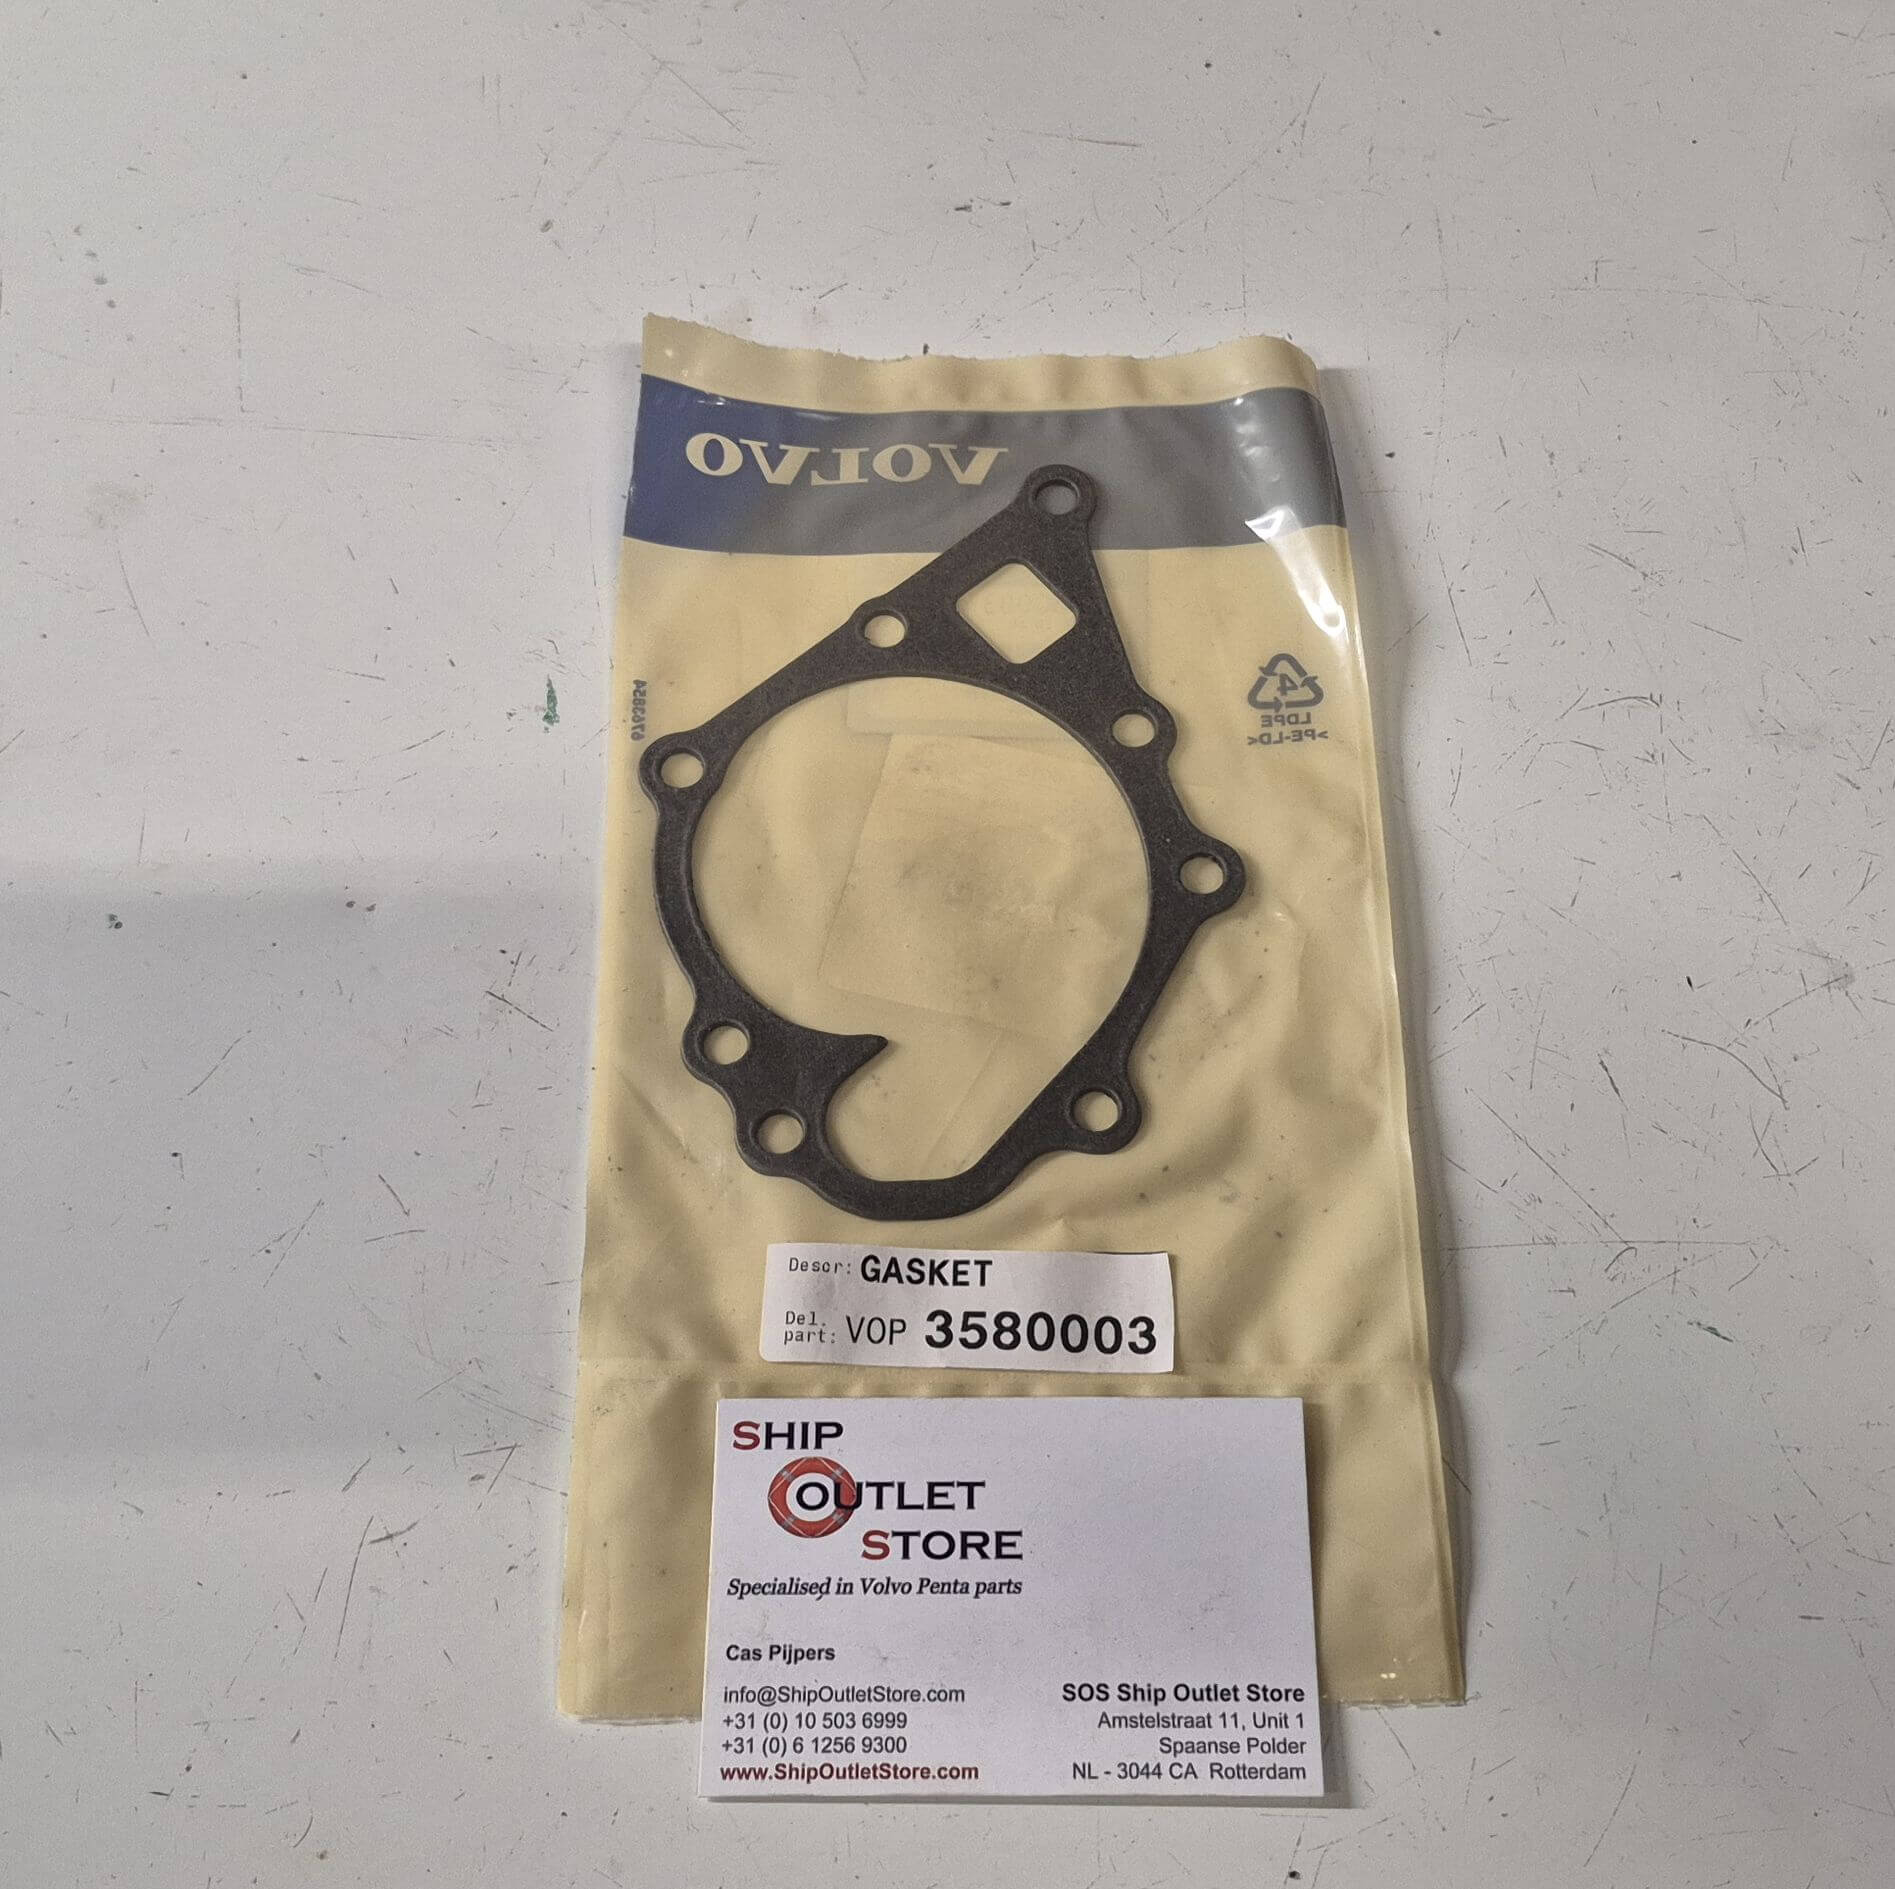 VOLVO
6763854
4
LDPE
>PE-LD<
Descr: GASKET
Del. part: VOP 3580003
SHIP
OUTLET
STORE
Specialised in Volvo Penta parts
Cas Pijpers
info@ShipOutletStore.com
+31 (0) 10 503 6999
+31 (0) 6 1256 9300
www.ShipOutletStore.com
SOS Ship Outlet Store
Amstelstraat 11, Unit 1
Spaanse Polder
NL - 3044 CA Rotterdam